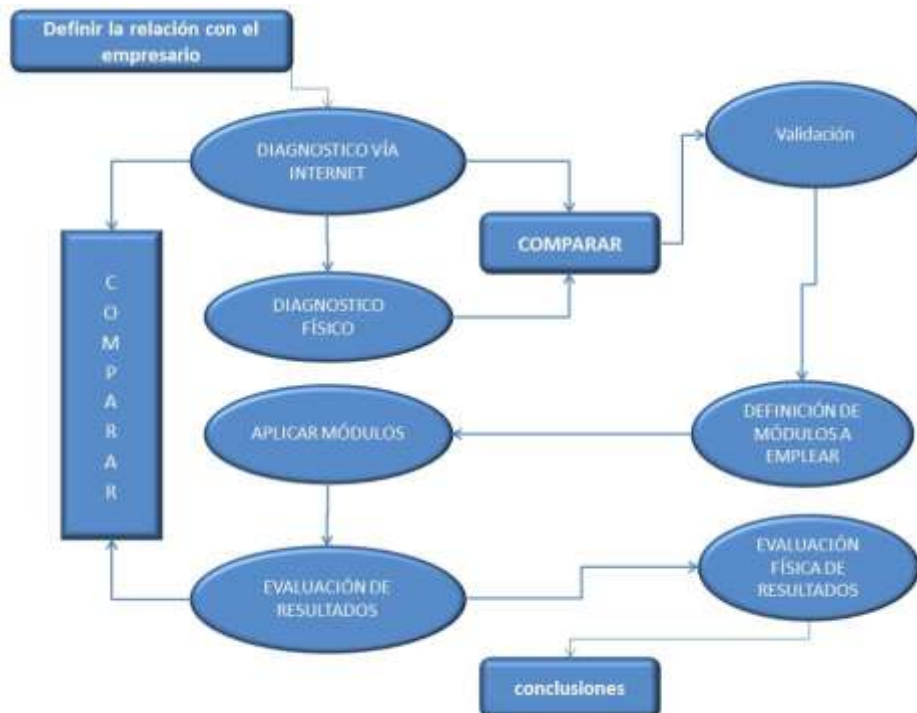 Definir la relación con el
empresario
DIAGNOSTICO VÍA
INTERNET
Validación
COMPARAR
C
O
M
P
A
R
A
R
DIAGNOSTICO
FÍSICO
APLICAR MÓDULOS
DEFINICIÓN DE
MÓDULOS A
EMPLEAR
EVALUACIÓN DE
RESULTADOS
EVALUACIÓN
FÍSICA DE
RESULTADOS
conclusiones